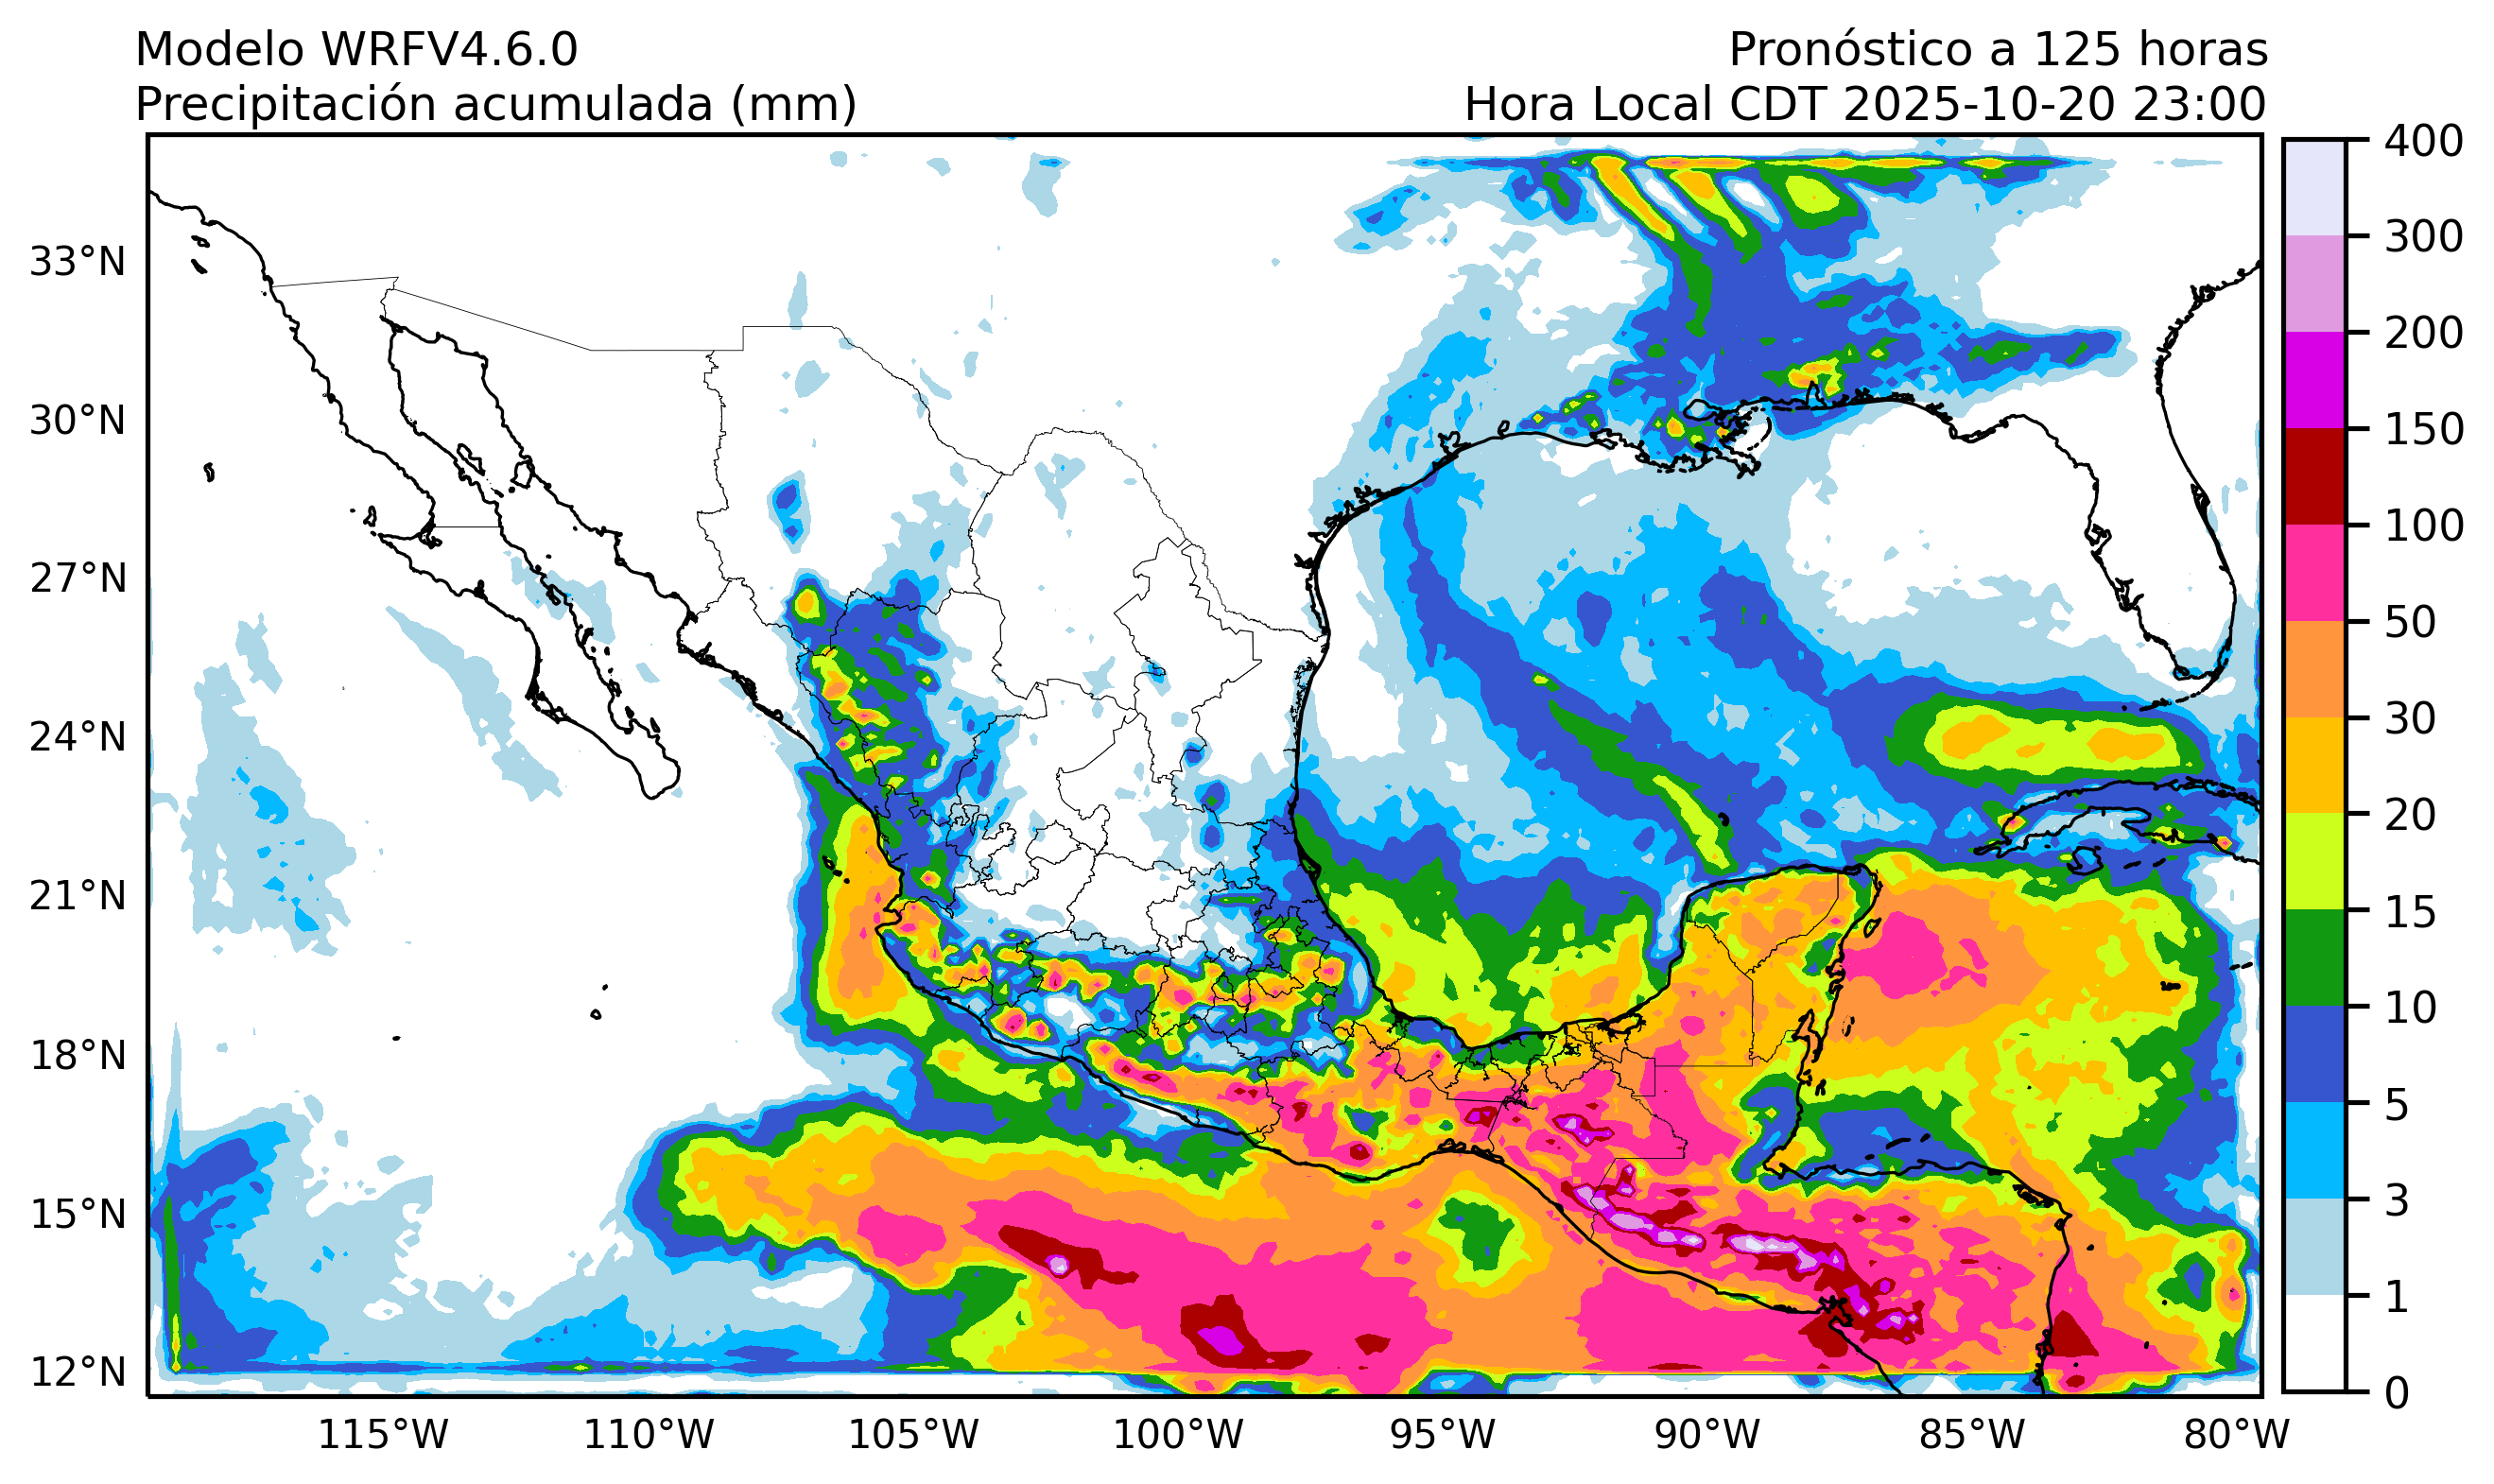 Modelo WRFV4.6.0
Pronóstico a 125 horas
Precipitación acumulada (mm)
Hora Local CDT 2025-10-20 23:00
33°N
30°N
27°N
24°N
21°N
18°N
15°N
12°N
115°W
110°W
105°W
100°W
95°W
90°W
85°W
80°W
400
300
200
150
100
50
30
20
15
10
5
3
1
0